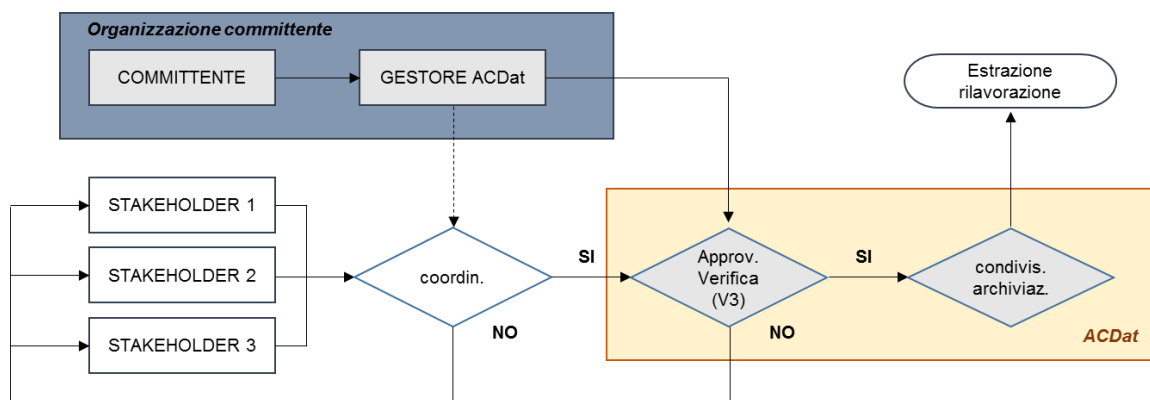 Organizzazione committente
COMMITTENTE
GESTORE ACDat
Estrazione
rilavorazione
STAKEHOLDER 1
STAKEHOLDER 2
STAKEHOLDER 3
coordin.
SI
NO
Approv.
Verifica
(V3)
SI
NO
condivis.
archiviaz.
ACDat